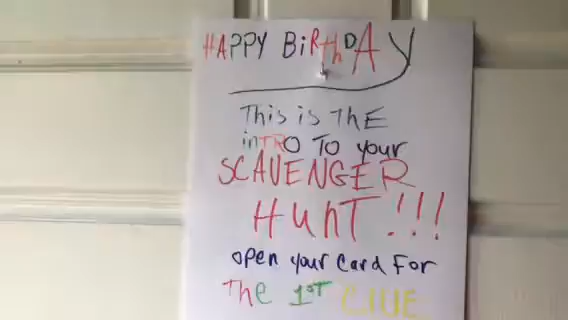 HAPPY BiRthDAY
This is ThE
inTRO TO your
SCAVENGER
HunT!!!
open your Card For
The 1ST CLUE